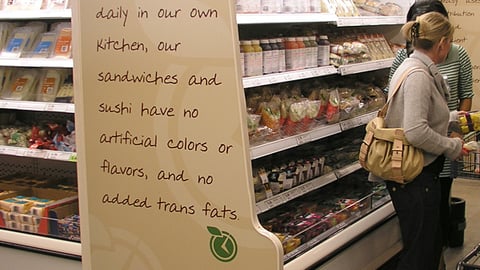 daily in our own
kitchen, our
sandwiches and
sushi have no
artificial colors or
flavors, and no
added trans fats.